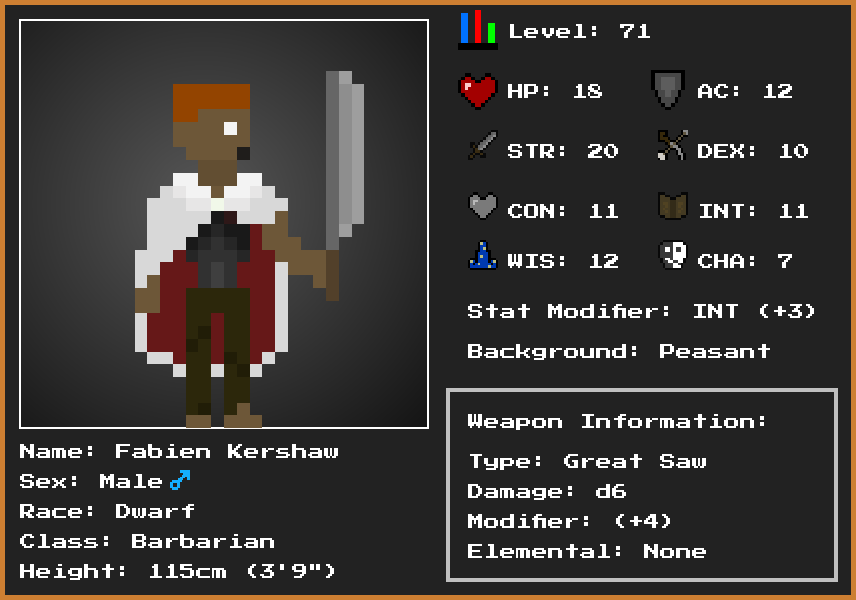 Level: 71
HP: 18
AC: 12
STR: 20
DEX: 10
CON: 11
INT: 11
WIS: 12
CHA: 7
Stat Modifier: INT (+3)
Background: Peasant
Weapon Information:
Type: Great Saw
Damage: d6
Modifier: (+4)
Elemental: None
Name: Fabien Kershaw
Sex: Male ♂
Race: Dwarf
Class: Barbarian
Height: 115cm (3'9")